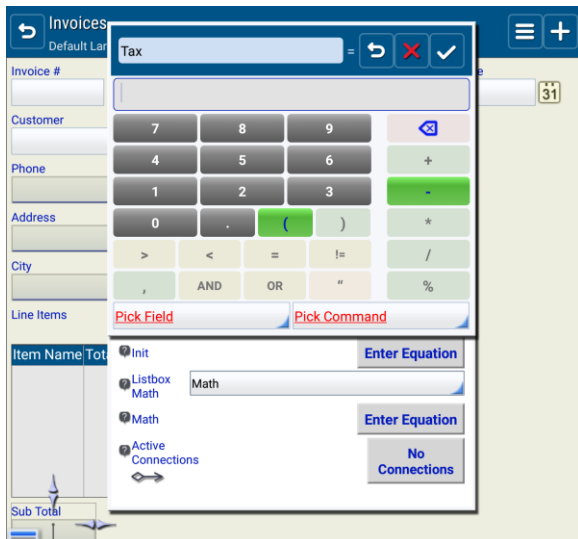 Invoices
Default Lar
Tax =
Invoice #
e
31
Customer
7 8 9
4 5 6 +
Phone
1 2 3 -
Address
0 . ( ) *
> < = != /
City
, AND OR " %
Line Items
Pick Field Pick Command
Item Name Tota
Init Enter Equation
Listbox
Math
Math
Math Enter Equation
Active
Connections
No
Connections
Sub Total